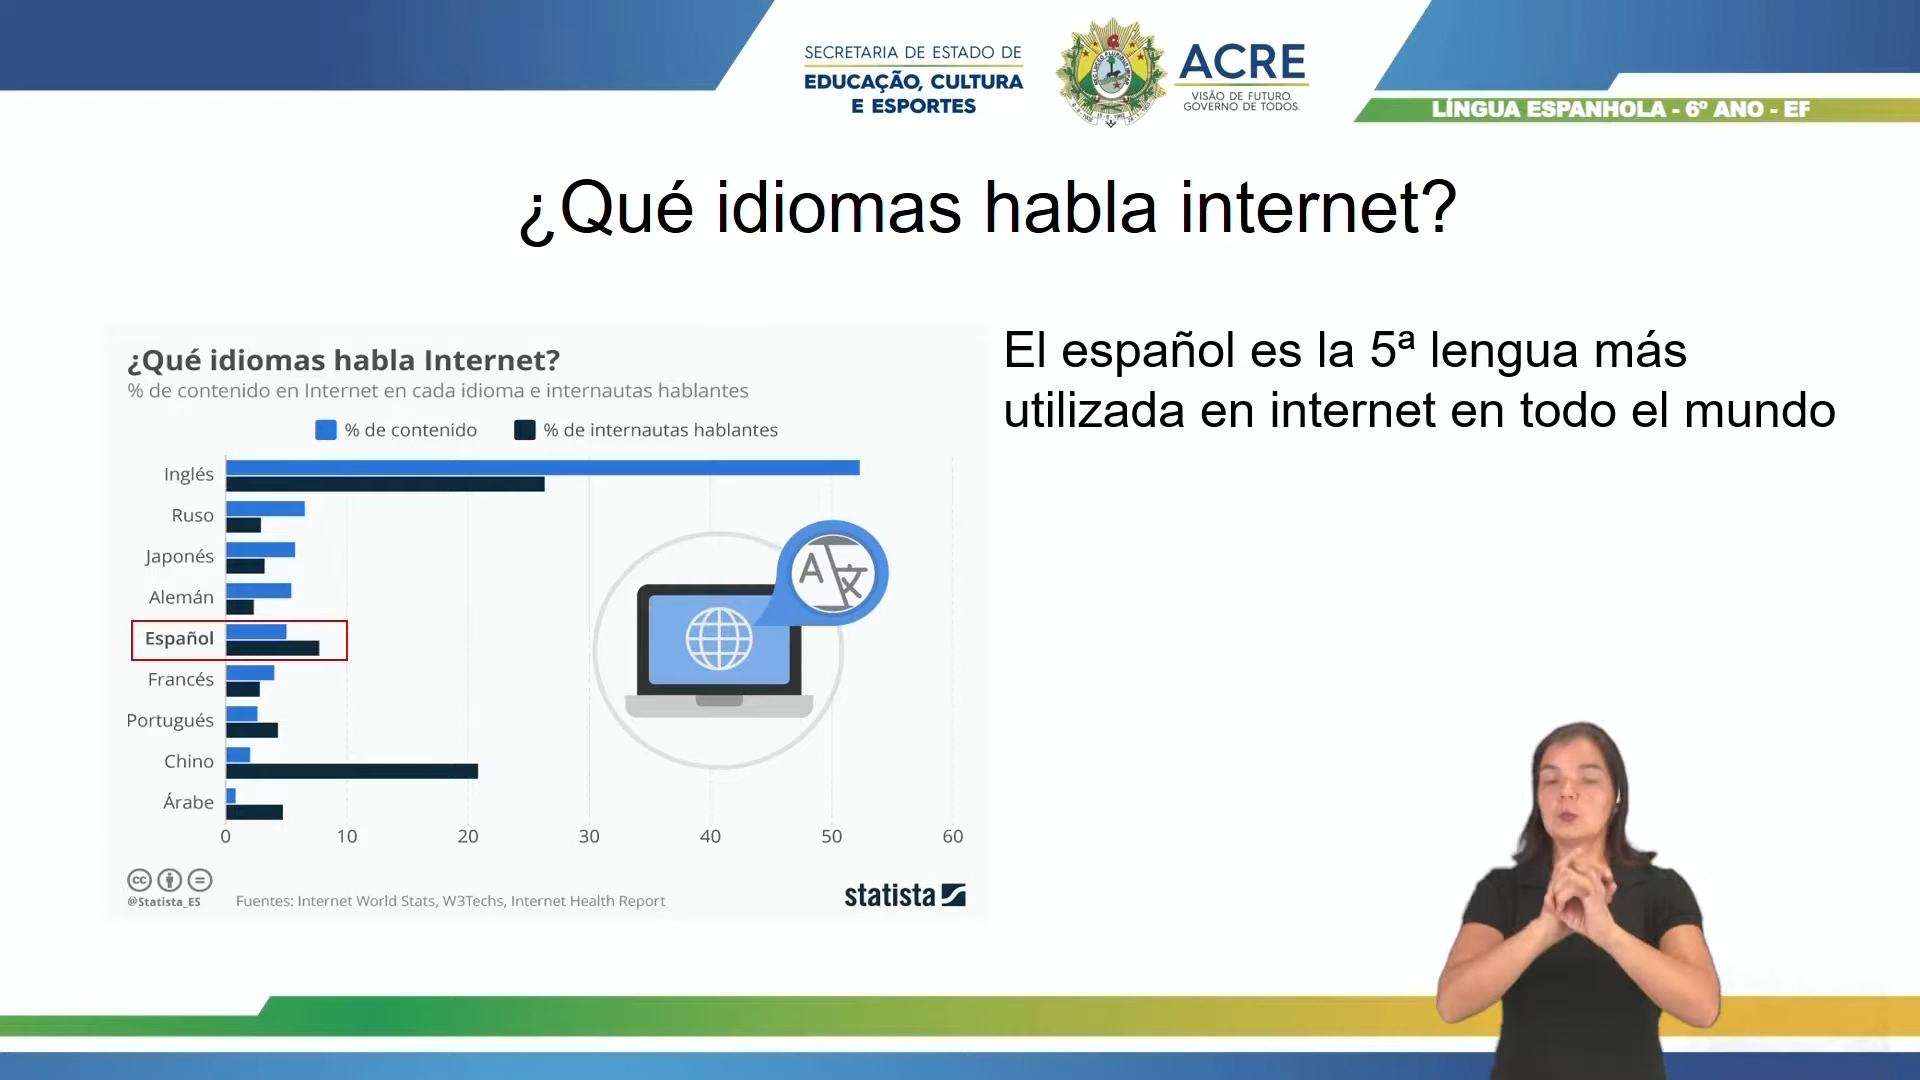 SECRETARIA DE ESTADO DE
EDUCAÇÃO, CULTURA
E ESPORTES
ACRE
VISÃO DE FUTURO.
GOVERNO DE TODOS.
LÍNGUA ESPANHOLA - 6º ANO - EF
¿Qué idiomas habla internet?
¿Qué idiomas habla Internet?
% de contenido en Internet en cada idioma e internautas hablantes
% de contenido
% de internautas hablantes
Inglés
Ruso
Japonés
Alemán
Español
Francés
Portugués
Chino
Árabe
0 10 20 30 40 50 60
@Statista_ES
Fuentes: Internet World Stats, W3Techs, Internet Health Report
statista
El español es la 5ª lengua más
utilizada en internet en todo el mundo